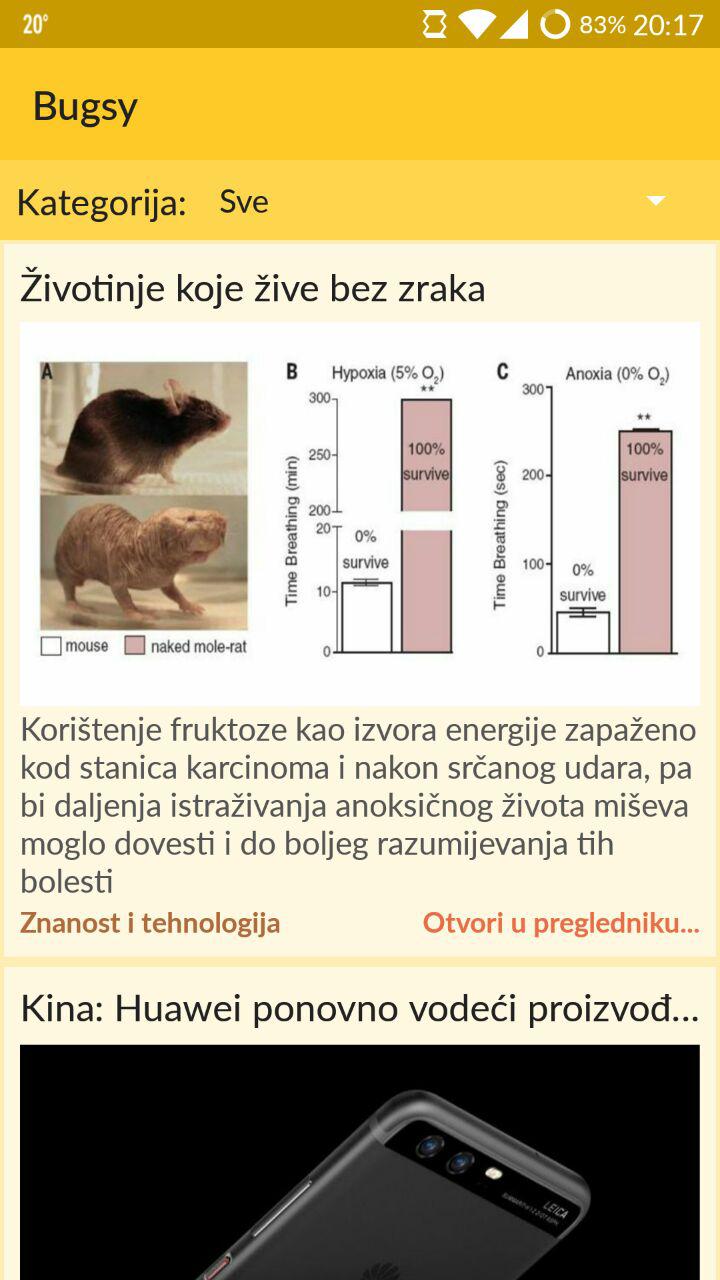 20°
83% 20:17
Bugsy
Kategorija: Sve
Životinje koje žive bez zraka
A
B Hypoxia (5% O₂)
**
300
250
200
20
10
0
Time Breathing (min)
100%
survive
0%
survive
C Anoxia (0% O₂)
**
300
200
100
0
Time Breathing (sec)
100%
survive
0%
survive
mouse naked mole-rat
Korištenje fruktoze kao izvora energije zapaženo
kod stanica karcinoma i nakon srčanog udara, pa
bi daljenja istraživanja anoksičnog života miševa
moglo dovesti i do boljeg razumijevanja tih
bolesti
Znanost i tehnologija Otvori u pregledniku...
Kina: Huawei ponovno vodeći proizvođ...
LEICA